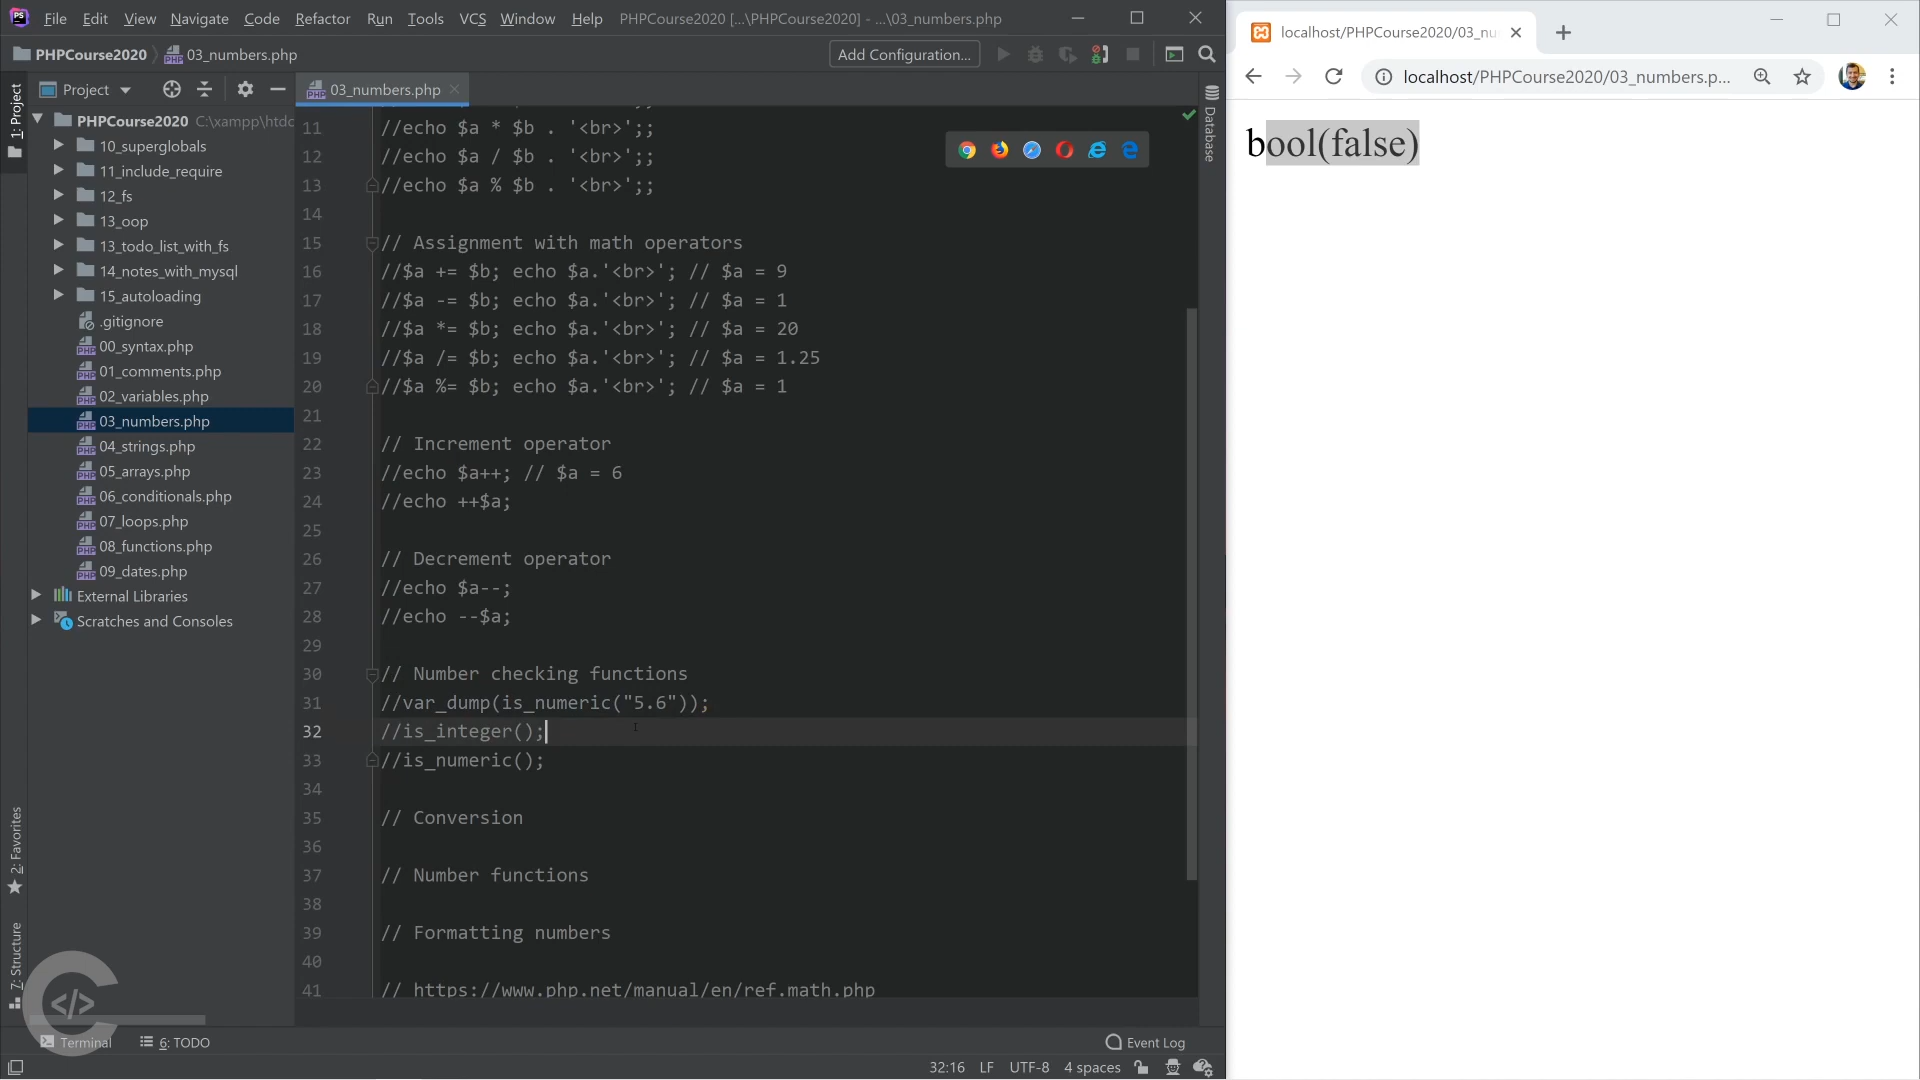 File Edit View Navigate Code Refactor Run Tools VCS Window Help PHPCourse2020 [...\PHPCourse2020] - ...\03_numbers.php
PHPCourse2020 03_numbers.php Add Configuration...
1: Project
Project
03_numbers.php
PHPCourse2020 C:\xampp\htdc
10_superglobals
11_include_require
12_fs
13_oop
13_todo_list_with_fs
14_notes_with_mysql
15_autoloading
.gitignore
00_syntax.php
01_comments.php
02_variables.php
03_numbers.php
04_strings.php
05_arrays.php
06_conditionals.php
07_loops.php
08_functions.php
09_dates.php
External Libraries
Scratches and Consoles
2: Favorites
7: Structure
11 //echo $a * $b . '<br>';;
12 //echo $a / $b . '<br>';;
13 //echo $a % $b . '<br>';;
14
15 // Assignment with math operators
16 //$a += $b; echo $a.'<br>'; // $a = 9
17 //$a -= $b; echo $a.'<br>'; // $a = 1
18 //$a *= $b; echo $a.'<br>'; // $a = 20
19 //$a /= $b; echo $a.'<br>'; // $a = 1.25
20 //$a %= $b; echo $a.'<br>'; // $a = 1
21
22 // Increment operator
23 //echo $a++; // $a = 6
24 //echo ++$a;
25
26 // Decrement operator
27 //echo $a--;
28 //echo --$a;
29
30 // Number checking functions
31 //var_dump(is_numeric("5.6"));
32 //is_integer();
33 //is_numeric();
34
35 // Conversion
36
37 // Number functions
38
39 // Formatting numbers
40
41 // https://www.php.net/manual/en/ref.math.php
Database
Terminal 6: TODO Event Log
32:16 LF UTF-8 4 spaces
localhost/PHPCourse2020/03_nu
localhost/PHPCourse2020/03_numbers.p...
bool(false)